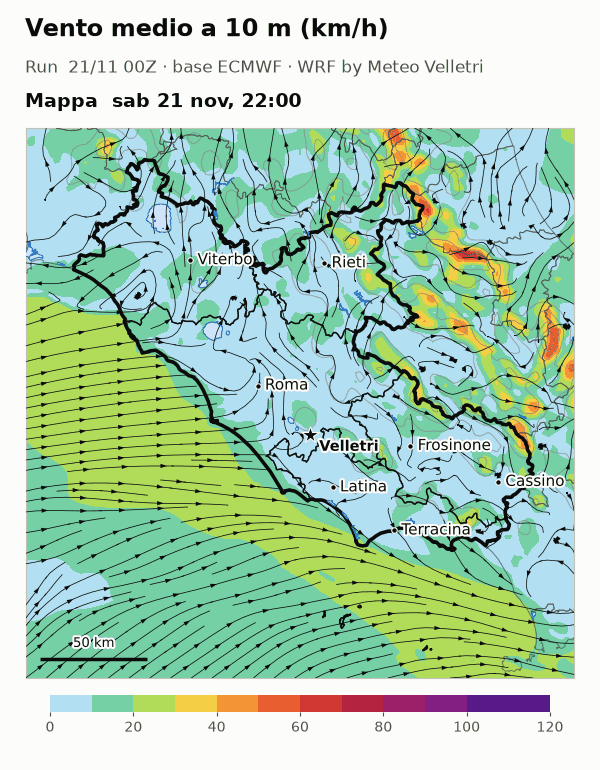 Vento medio a 10 m (km/h)
Run  21/11 00Z · base ECMWF · WRF by Meteo Velletri
Mappa  sab 21 nov, 22:00
Viterbo
Rieti
Roma
Velletri
Frosinone
Cassino
Latina
Terracina
50 km
0 20 40 60 80 100 120